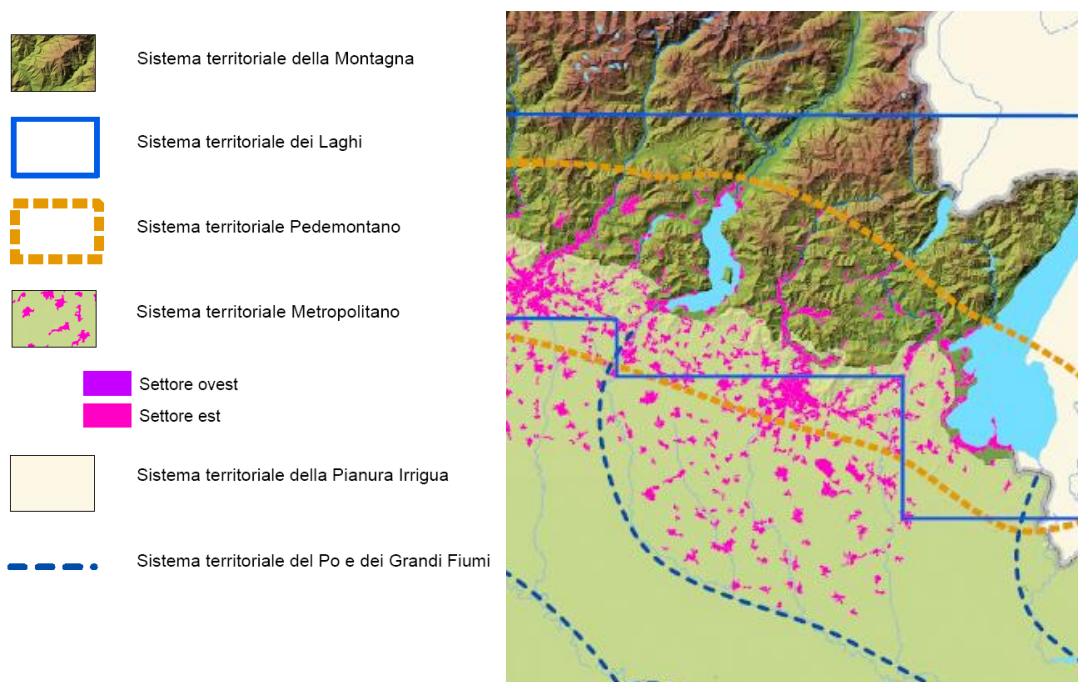 Sistema territoriale della Montagna
Sistema territoriale dei Laghi
Sistema territoriale Pedemontano
Sistema territoriale Metropolitano
Settore ovest
Settore est
Sistema territoriale della Pianura Irrigua
Sistema territoriale del Po e dei Grandi Fiumi